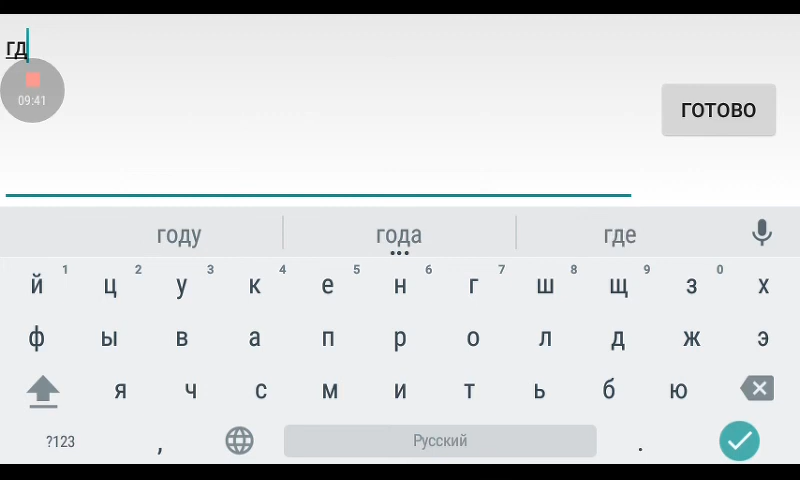 гд
09:41
ГОТОВО
году года где
й 1 ц 2 у 3 к 4 е 5 н 6 г 7 ш 8 щ 9 з 0 х
ф ы в а п р о л д ж э
я ч с м и т ь б ю
?123 , Русский .